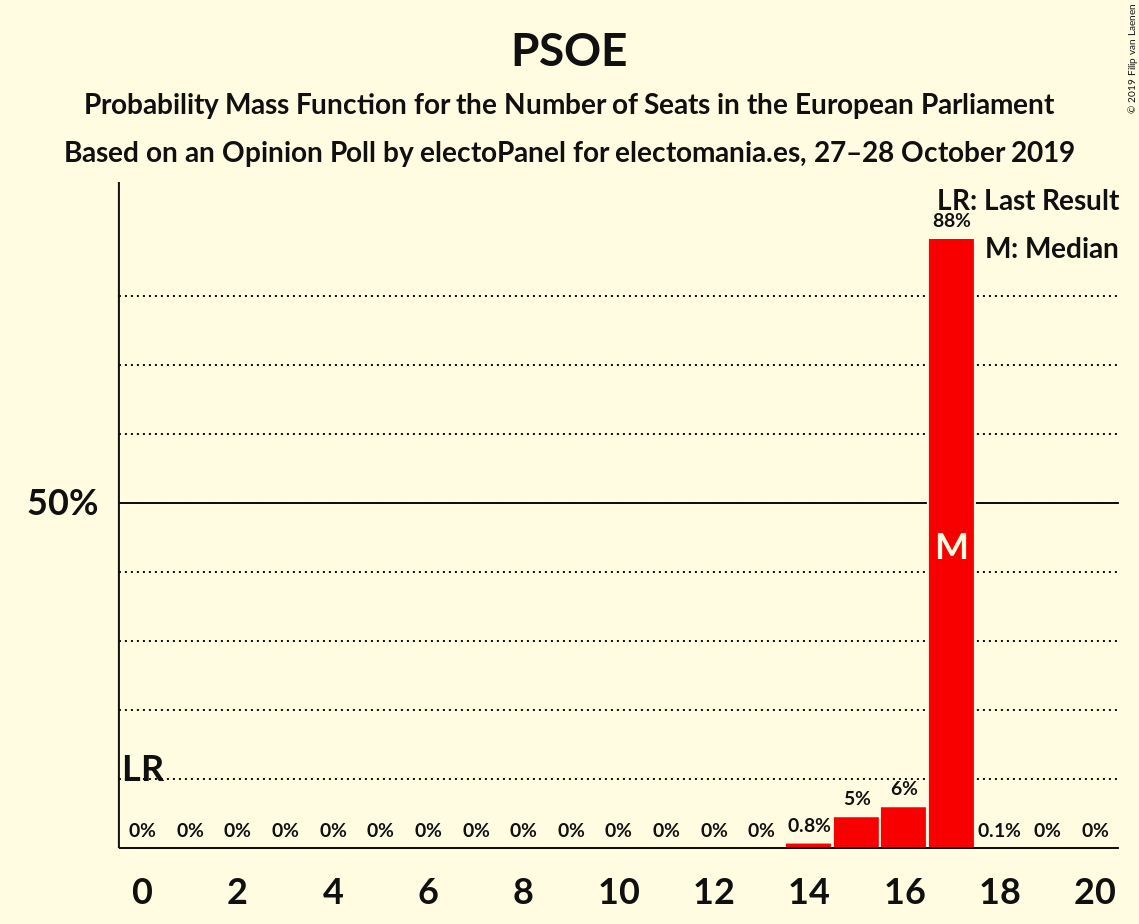 PSOE
Probability Mass Function for the Number of Seats in the European Parliament
Based on an Opinion Poll by electoPanel for electomania.es, 27–28 October 2019
© 2019 Filip van Laenen
LR: Last Result
88%
M: Median
50%
M
LR
0% 0% 0% 0% 0% 0% 0% 0% 0% 0% 0% 0% 0% 0% 0.8% 5% 6% 0.1% 0% 0%
0 2 4 6 8 10 12 14 16 18 20